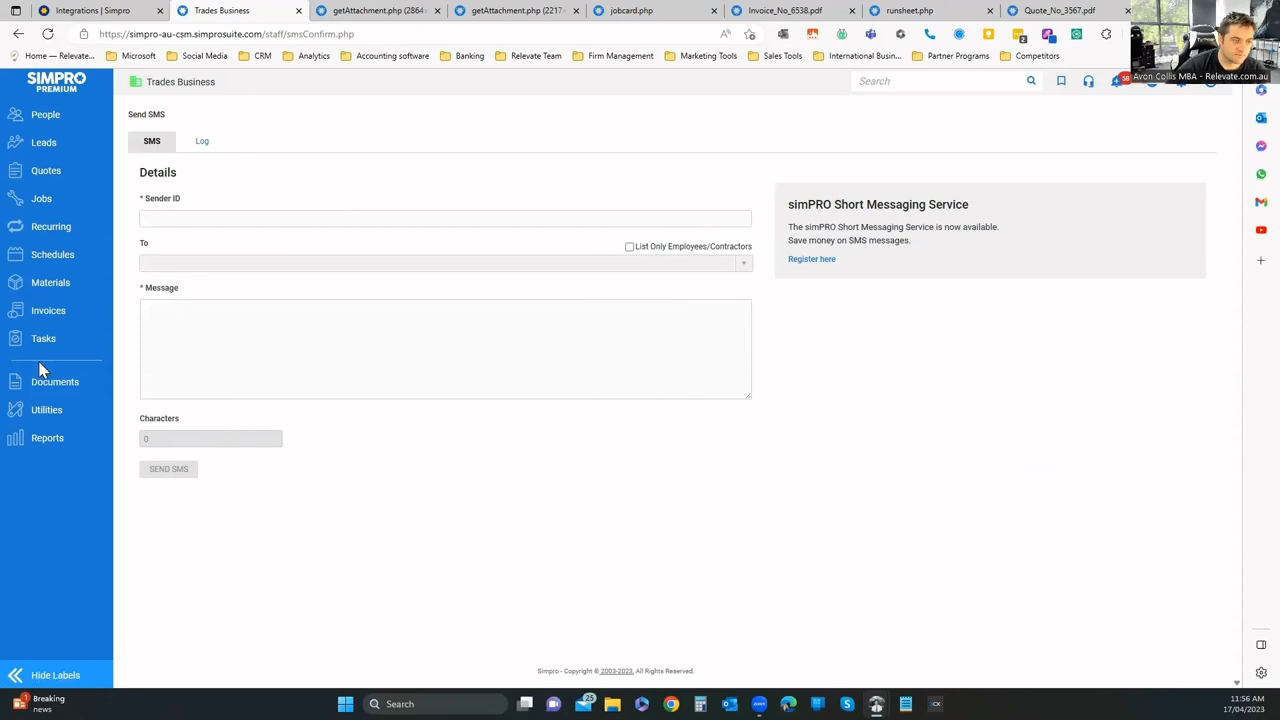 Integrations | Simpro
Trades Business
getAttachment.php (2864×
getAttachment.php (2217×
jobcard.php
Invoice_No_6538.pdf
runsheet.php
Quote_No_3567.pdf
https://simpro-au-csm.simprosuite.com/staff/smsConfirm.php
Home — Relevate...
Microsoft
Social Media
CRM
Analytics
Accounting software
Banking
Relevate Team
Firm Management
Marketing Tools
Sales Tools
International Busin...
Partner Programs
Competitors
Avon Collis MBA - Relevate.com.au
SIMPRO
PREMIUM
Trades Business
Search
58
People
Leads
Quotes
Jobs
Recurring
Schedules
Materials
Invoices
Tasks
Documents
Utilities
Reports
Hide Labels
Send SMS
SMS
Log
Details
* Sender ID
To
List Only Employees/Contractors
* Message
Characters
0
SEND SMS
simPRO Short Messaging Service
The simPRO Short Messaging Service is now available.
Save money on SMS messages.
Register here
Simpro - Copyright © 2003-2023. All Rights Reserved.
1
Breaking
news
Search
25
11:56 AM
17/04/2023